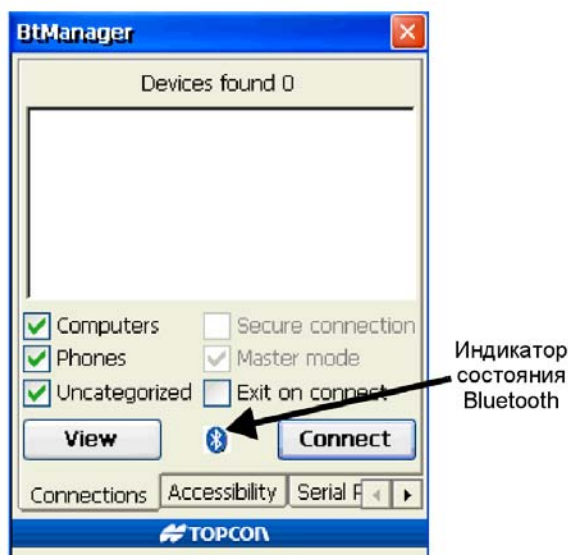 BtManager
Devices found 0
Computers
Secure connection
Phones
Master mode
Uncategorized
Exit on connect
View
Connect
Connections
Accessibility
Serial
TOPCON
Индикатор
состояния
Bluetooth